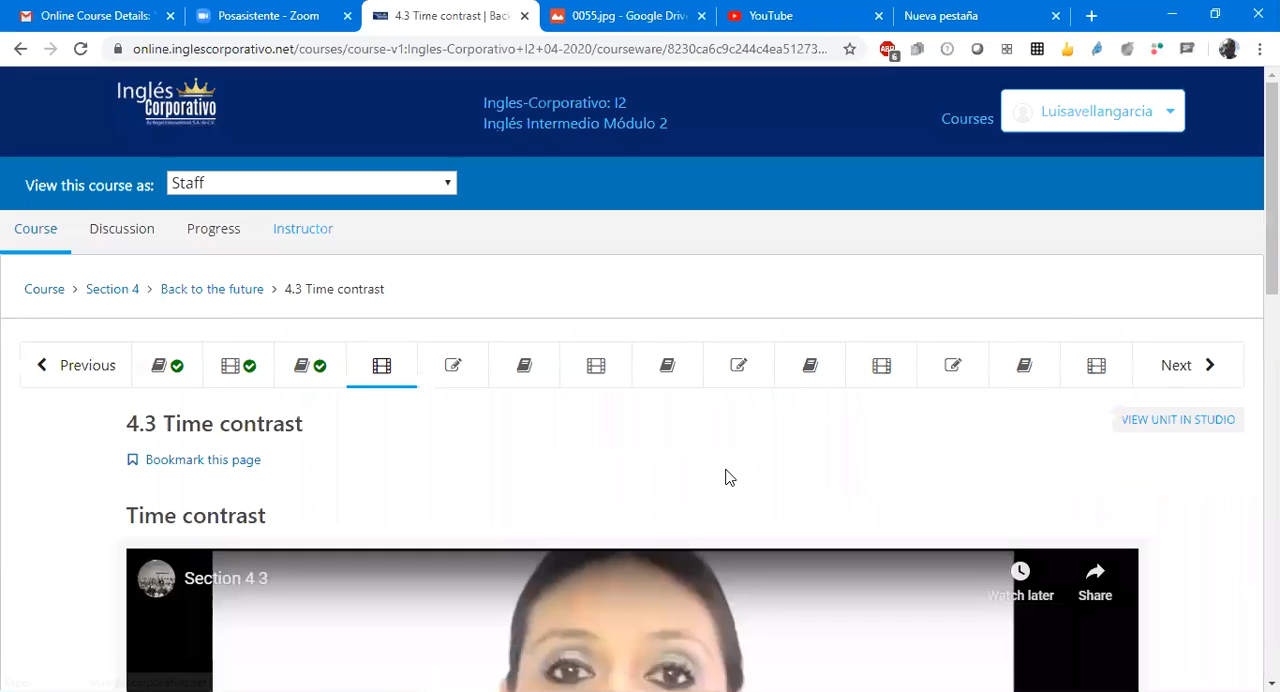 Online Course Details:
Posasistente - Zoom
4.3 Time contrast | Back
0055.jpg - Google Drive
YouTube
Nueva pestaña
online.inglescorporativo.net/courses/course-v1:Ingles-Corporativo+I2+04-2020/courseware/8230ca6c9c244c4ea51273...
ABP
6
Inglés
Corporativo
Ingles-Corporativo: I2
Inglés Intermedio Módulo 2
Courses
Luisavellangarcia
View this course as:
Staff
Course
Discussion
Progress
Instructor
Course > Section 4 > Back to the future > 4.3 Time contrast
Previous
Next
4.3 Time contrast
VIEW UNIT IN STUDIO
Bookmark this page
Time contrast
Section 4 3
Watch later
Share